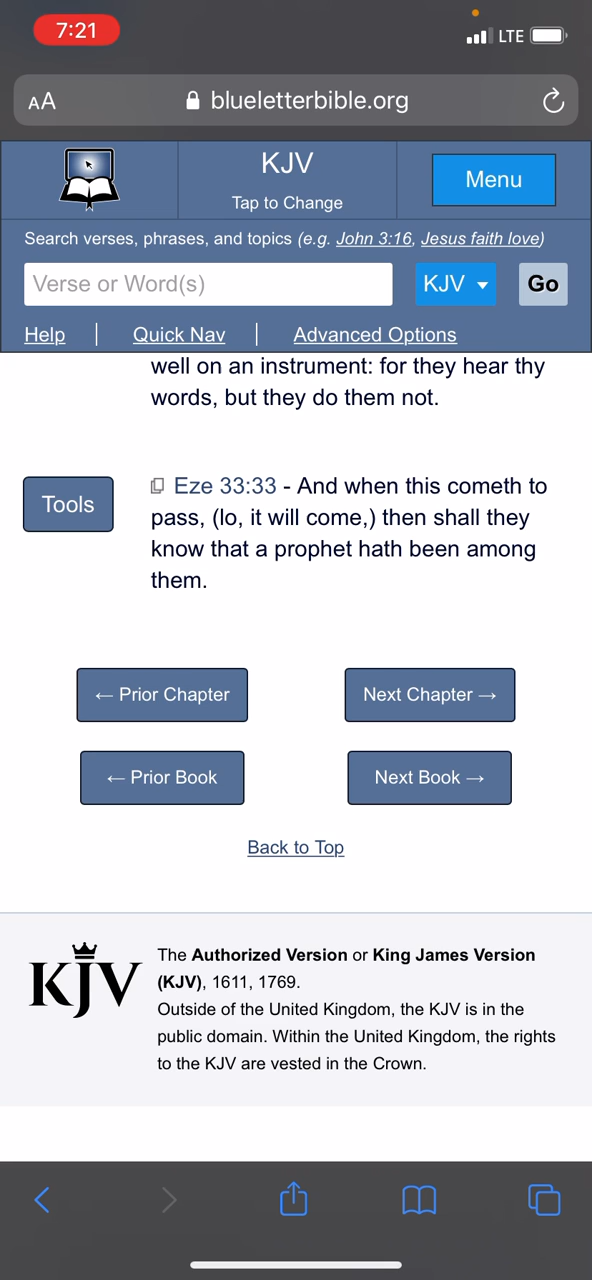 7:21
LTE
AA
blueletterbible.org
KJV
Tap to Change
Menu
Search verses, phrases, and topics (e.g. John 3:16, Jesus faith love)
Verse or Word(s)
KJV
Go
Help | Quick Nav | Advanced Options
well on an instrument: for they hear thy
words, but they do them not.
Tools
Eze 33:33 - And when this cometh to
pass, (lo, it will come,) then shall they
know that a prophet hath been among
them.
← Prior Chapter
Next Chapter →
← Prior Book
Next Book →
Back to Top
KJV
The Authorized Version or King James Version
(KJV), 1611, 1769.
Outside of the United Kingdom, the KJV is in the
public domain. Within the United Kingdom, the rights
to the KJV are vested in the Crown.